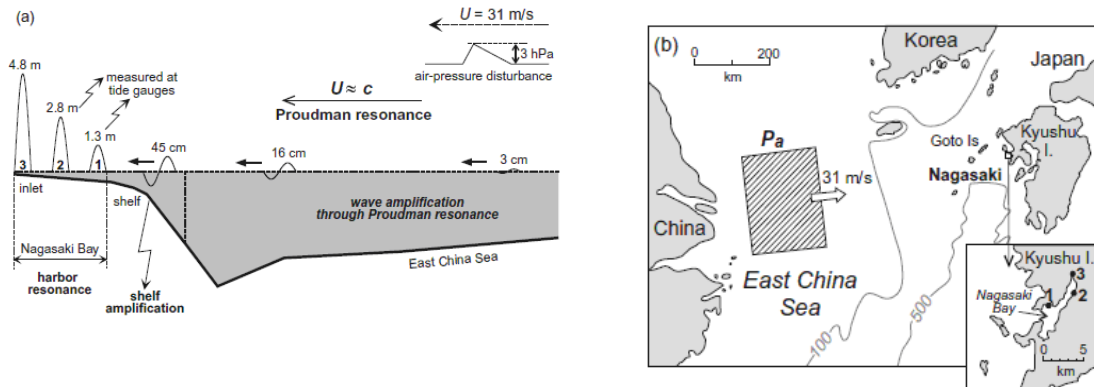 (a)
U = 31 m/s
3 hPa
air-pressure disturbance
4.8 m
measured at
tide gauges
2.8 m
1.3 m
U ≈ c
Proudman resonance
45 cm
16 cm
3 cm
3
2
1
inlet
shelf
wave amplification
through Proudman resonance
Nagasaki Bay
East China Sea
harbor
resonance
shelf
amplification
(b)
0 200
km
Korea
Japan
Pa
Goto Is
Kyushu
I.
Nagasaki
31 m/s
China
East China
Sea
100
500
Kyushu I.
3
1
2
Nagasaki
Bay
0 5
km